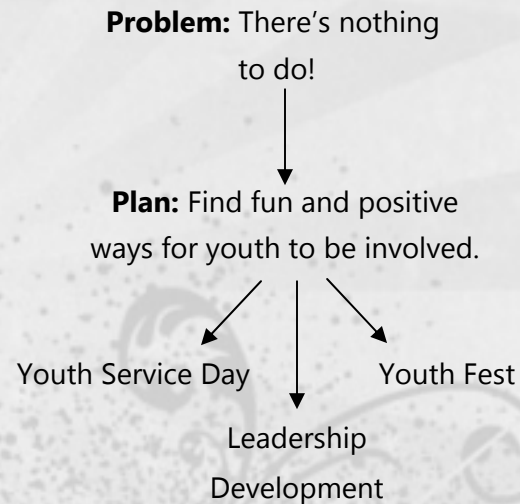 Problem: There’s nothing
to do!
Plan: Find fun and positive
ways for youth to be involved.
Youth Service Day
Youth Fest
Leadership
Development